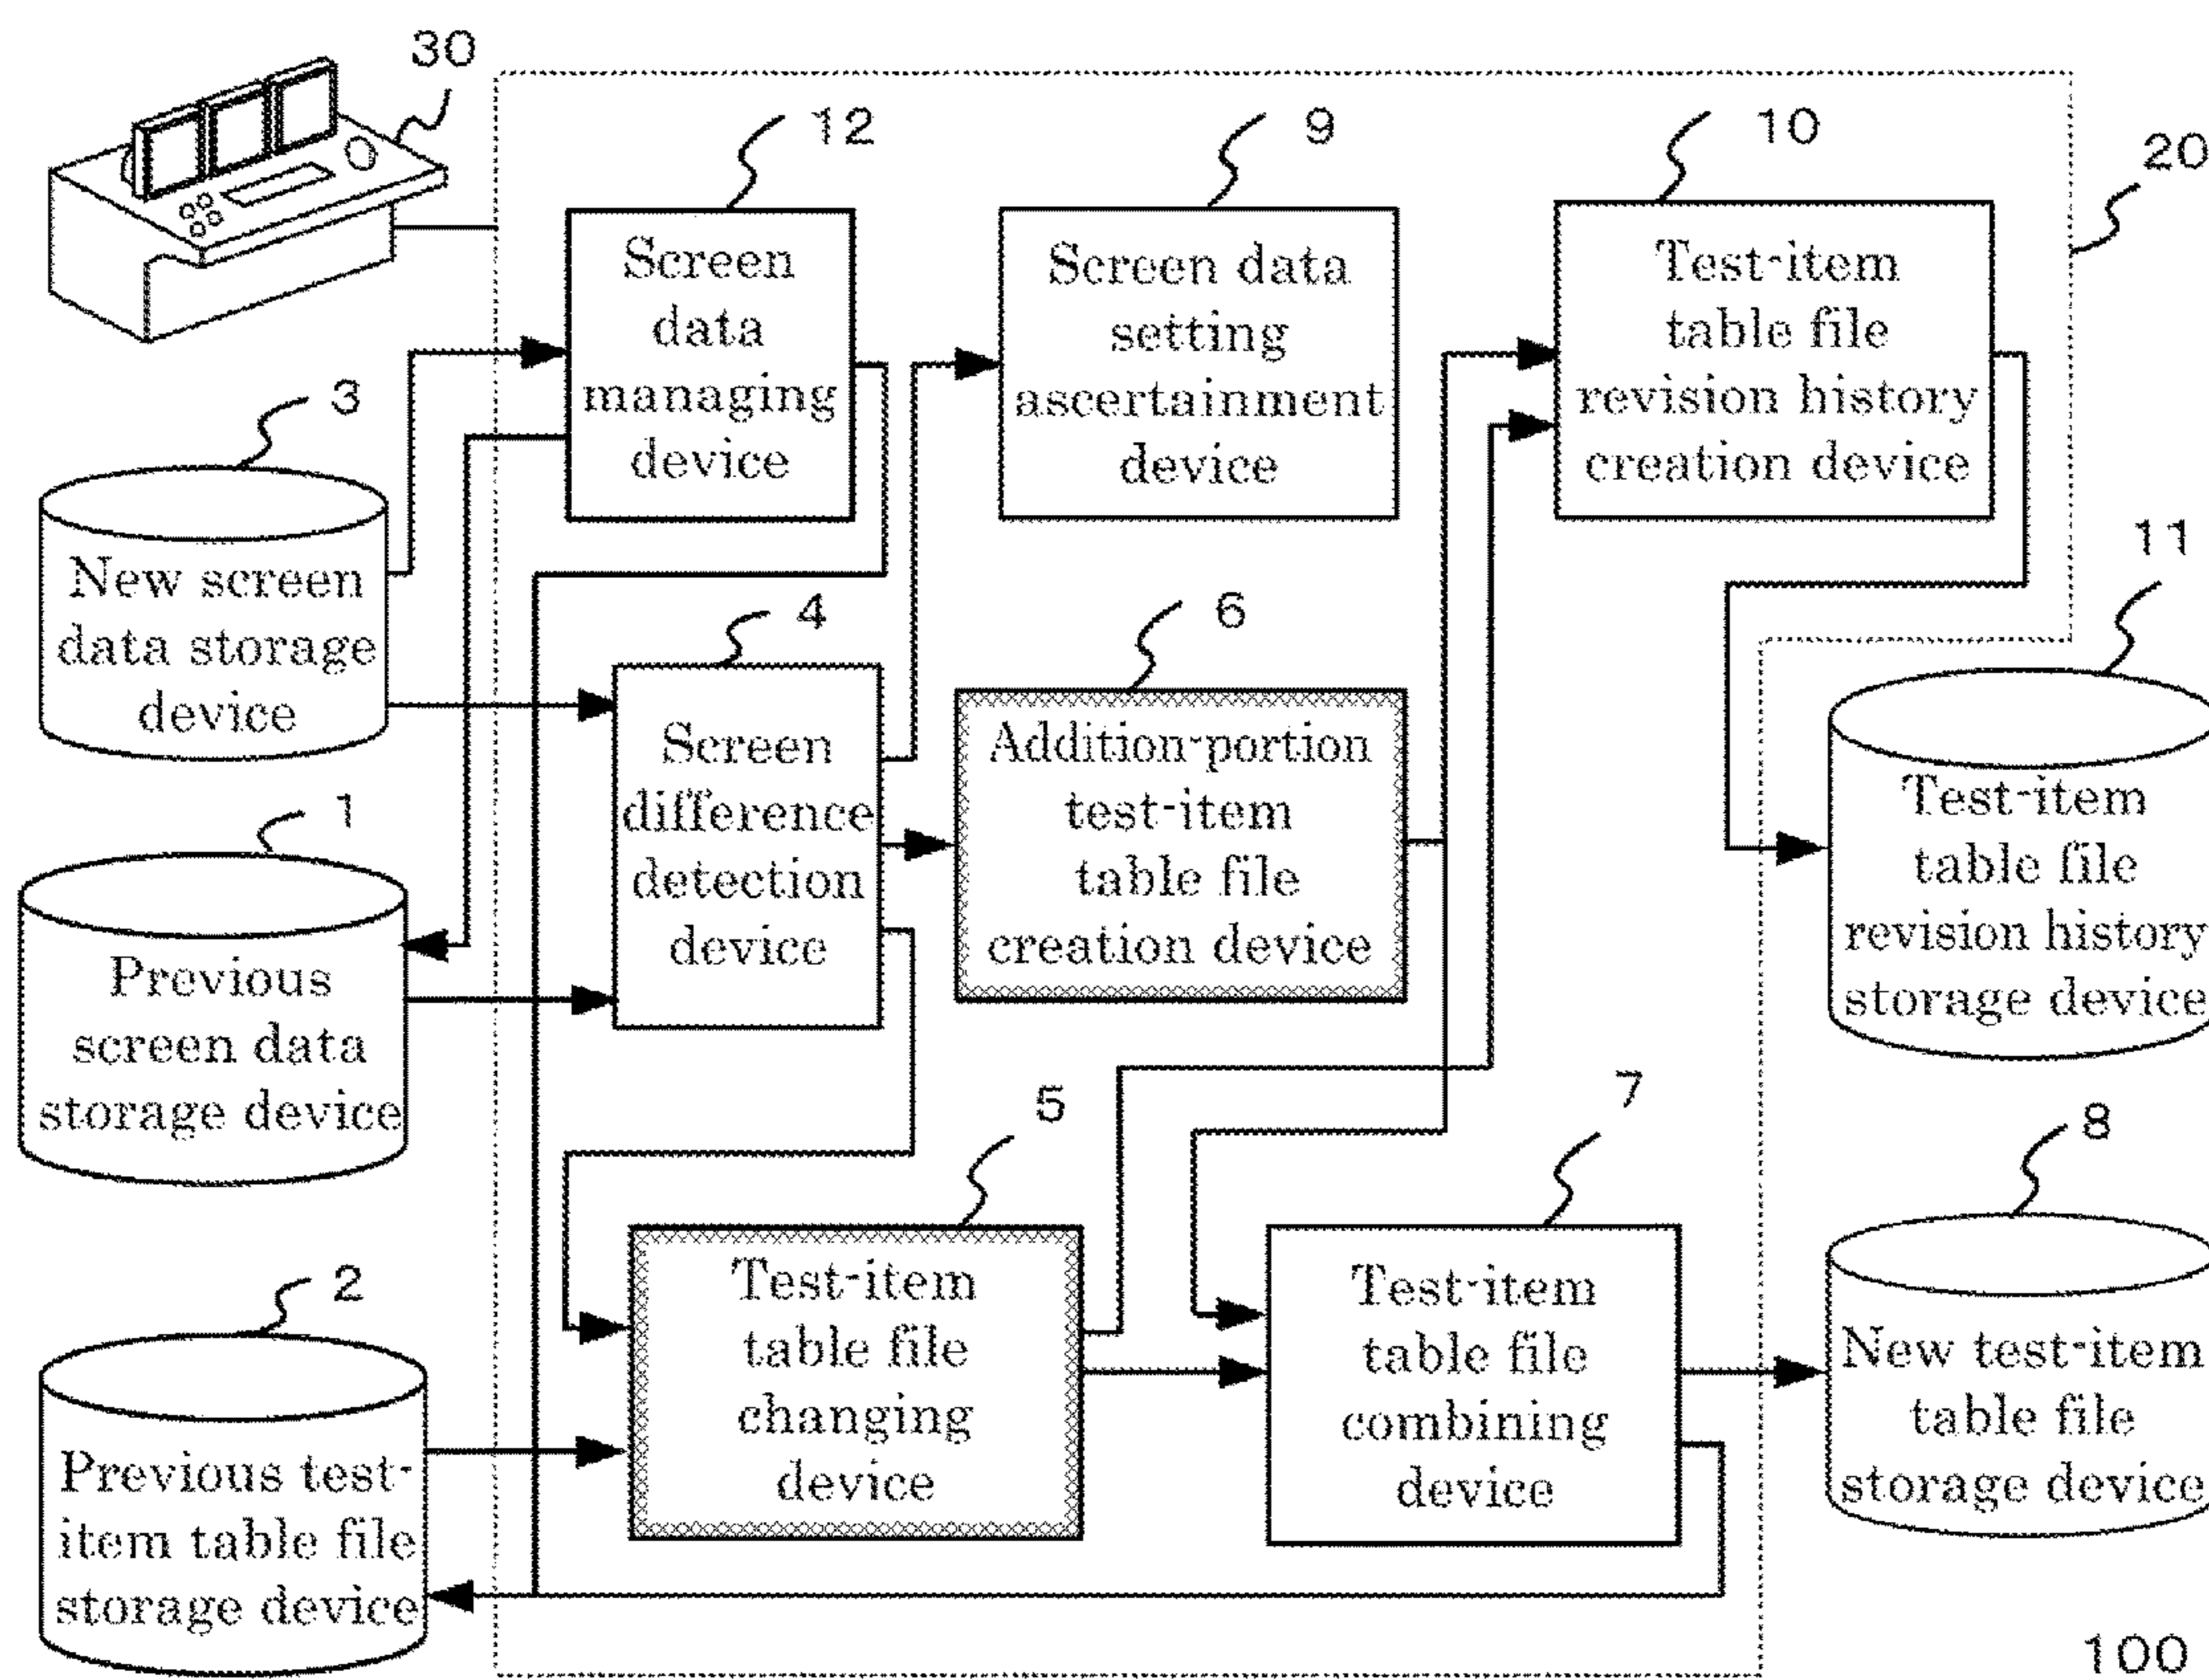 30
12
9
10
20
Screen
data
managing
device
Screen data
setting
ascertainment
device
Test-item
table file
revision history
creation device
3
New screen
data storage
device
4
Screen
difference
detection
device
6
Addition-portion
test-item
table file
creation device
11
Test-item
table file
revision history
storage device
1
Previous
screen data
storage device
5
Test-item
table file
changing
device
7
Test-item
table file
combining
device
8
New test-item
table file
storage device
2
Previous test-
item table file
storage device
100